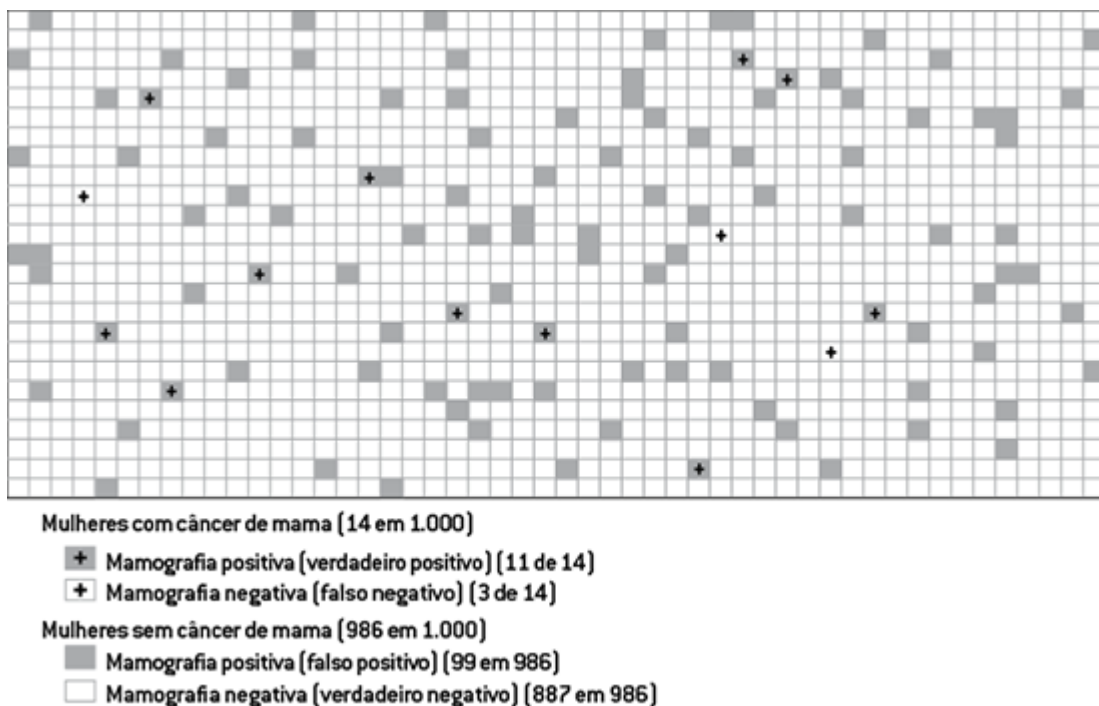 Mulheres com câncer de mama (14 em 1.000)
+ Mamografia positiva (verdadeiro positivo) (11 de 14)
+ Mamografia negativa (falso negativo) (3 de 14)
Mulheres sem câncer de mama (986 em 1.000)
Mamografia positiva (falso positivo) (99 em 986)
Mamografia negativa (verdadeiro negativo) (887 em 986)